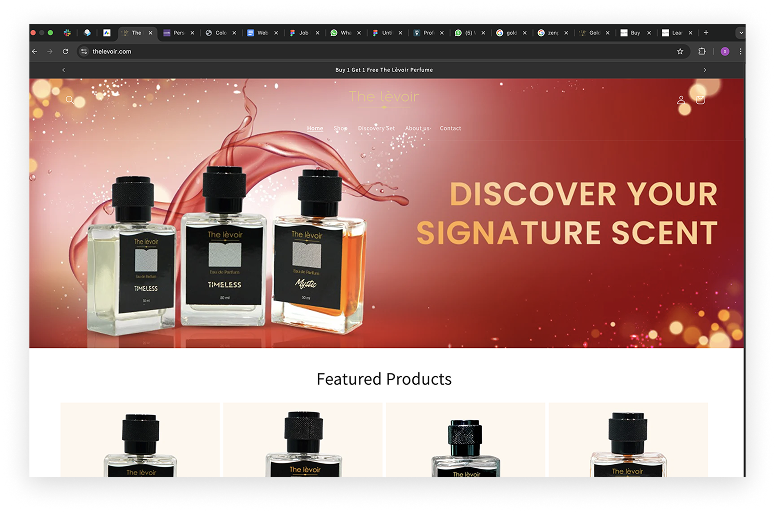 The
Pers
Colo
Web
Job
Wha
Unti
Prof
(5) V
gold
zenz
Gold
Buy
Lear
thelevoir.com
Buy 1 Get 1 Free The Lévoir Perfume
The lèvoir
Home Shop Discovery Set About us Contact
DISCOVER YOUR
SIGNATURE SCENT
The lèvoir
Eau de Parfum
TIMELESS
50 ml
The lèvoir
Eau de Parfum
TIMELESS
50 ml
The lèvoir
Eau de Parfum
Mystic
50 ml
Featured Products
The lèvoir
The lèvoir
The lèvoir
The lèvoir